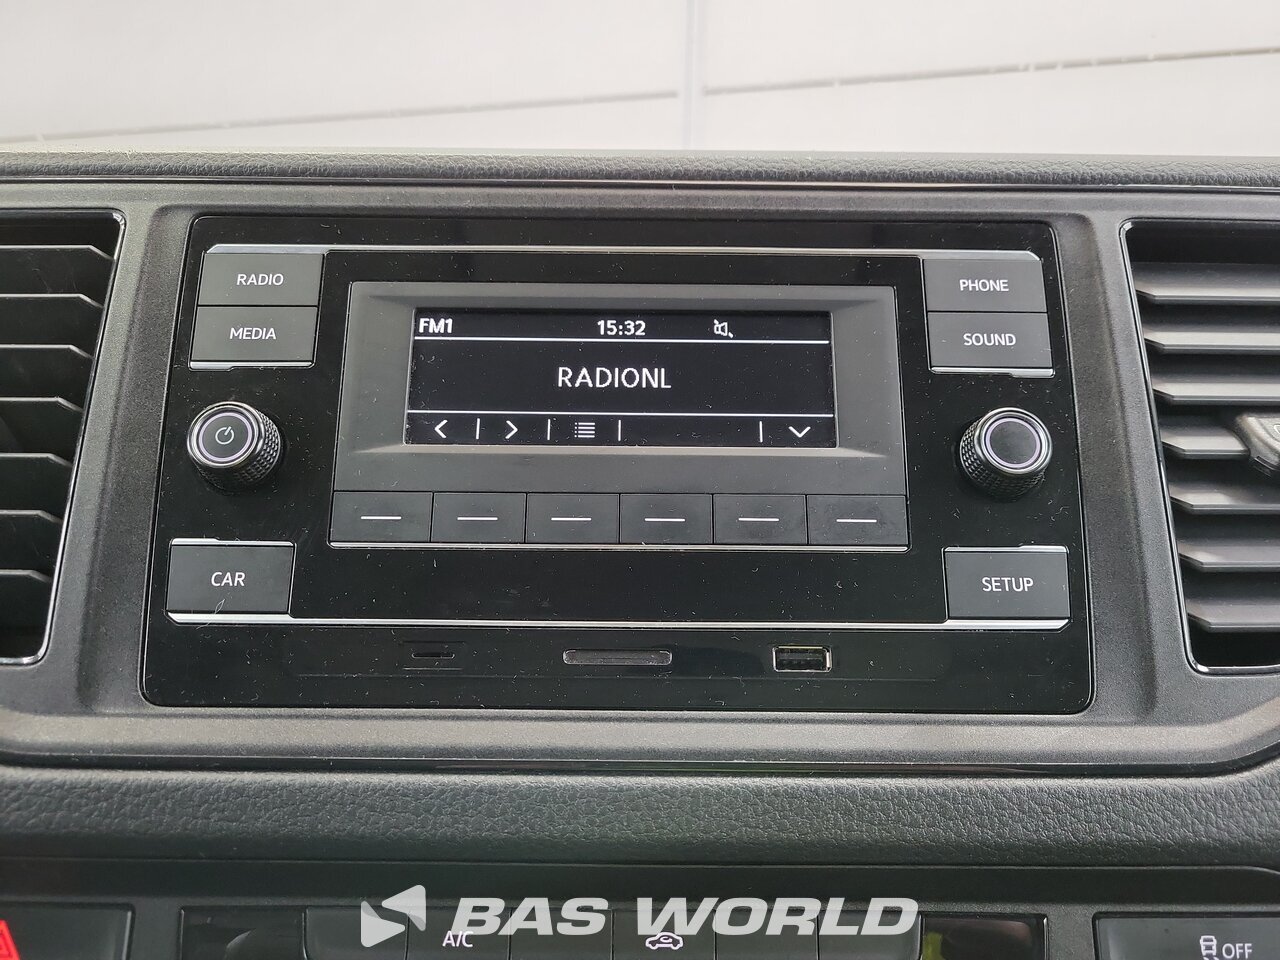 RADIO
PHONE
MEDIA
SOUND
FM1 15:32
RADIONL
CAR
SETUP
BAS WORLD
A/C
OFF